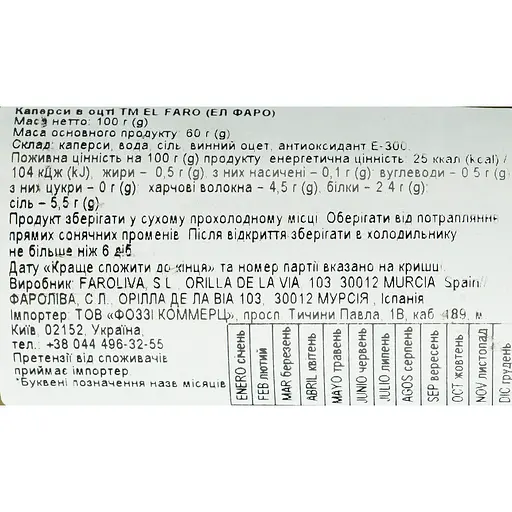 Каперси в оцті ТМ EL FARO (ЕЛ ФАРО)
Маса нетто: 100 г (g)
Маса основного продукту: 60 г (g)
Склад: каперси, вода, сіль, винний оцет, антиоксидант Е-300.
Поживна цінність на 100 г (g) продукту: енергетична цінність: 25 ккал (kcal) /
104 кДж (kJ), жири – 0,5 г (g), з них насичені – 0,1 г (g); вуглеводи – 0 5 г (g)
з них цукри – 0 г (g); харчові волокна – 4,5 г (g), білки - 2 4 г (g);
сіль – 5,5 г (g)
Продукт зберігати у сухому прохолодному місці. Оберігати від потрапляння
прямих сонячних променів. Після відкриття зберігати в холодильнику
не більше ніж 6 діб.
Дату «Краще спожити до кінця» та номер партії вказано на кришці
Виробник: FAROLIVA, S L , ORILLA DE LA VIA, 103, 30012 MURCIA Spain/
ФАРОЛІВА, С Л., ОРІЛЛА ДЕ ЛА ВІА 103, 30012 МУРСІЯ , Іспанія
Імпортер: ТОВ «ФОЗЗІ КОММЕРЦ», просп. Тичини Павла, 1В, каб 489, м
Київ, 02152, Україна,
тел.: +38 044 496-32-55
Претензії від споживачів
приймає імпортер
*Буквені позначення назв місяців
ENERO січень
FEB лютий
MAR березень
ABRIL квітень
MAYO травень
JUNIO червень
JULIO липень
AGOS серпень
SEP вересень
OCT жовтень
NOV листопад
DIC грудень